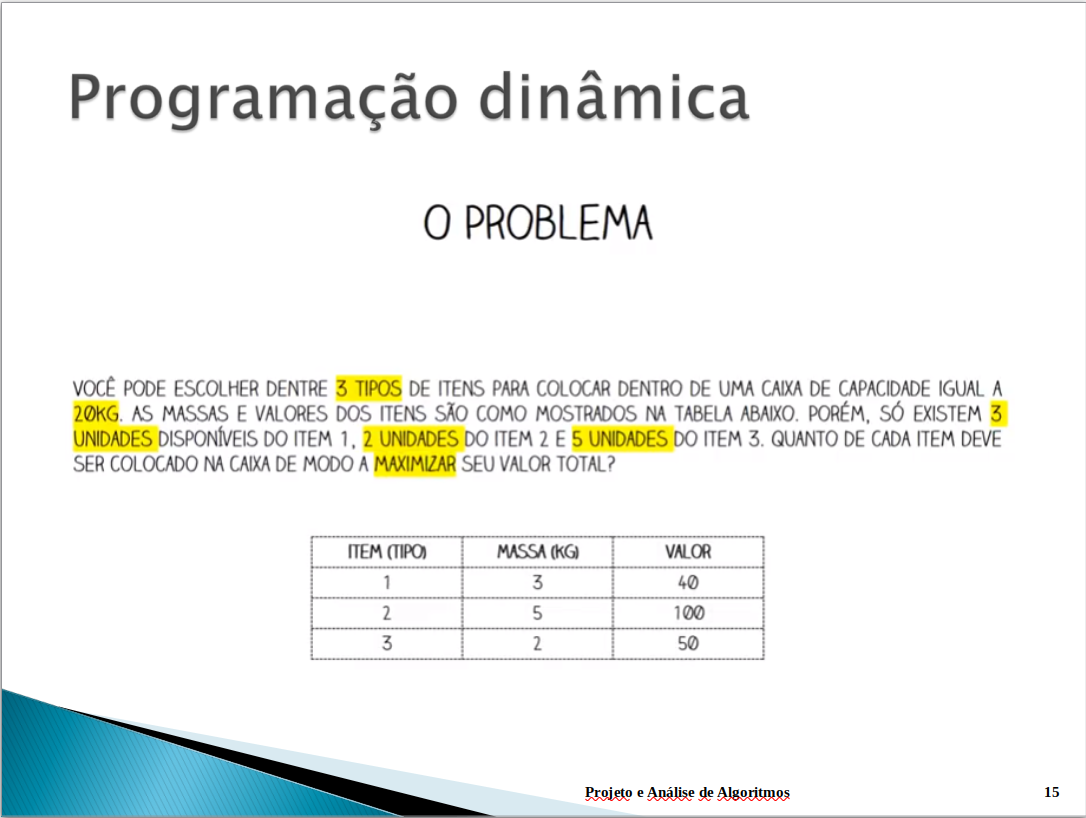 Programação dinâmica
O PROBLEMA
VOCÊ PODE ESCOLHER DENTRE 3 TIPOS DE ITENS PARA COLOCAR DENTRO DE UMA CAIXA DE CAPACIDADE IGUAL A
20KG. AS MASSAS E VALORES DOS ITENS SÃO COMO MOSTRADOS NA TABELA ABAIXO. PORÉM, SÓ EXISTEM 3
UNIDADES DISPONÍVEIS DO ITEM 1, 2 UNIDADES DO ITEM 2 E 5 UNIDADES DO ITEM 3. QUANTO DE CADA ITEM DEVE
SER COLOCADO NA CAIXA DE MODO A MAXIMIZAR SEU VALOR TOTAL?
ITEM (TIPO) MASSA (KG) VALOR
1 3 40
2 5 100
3 2 50
Projeto e Análise de Algoritmos 15